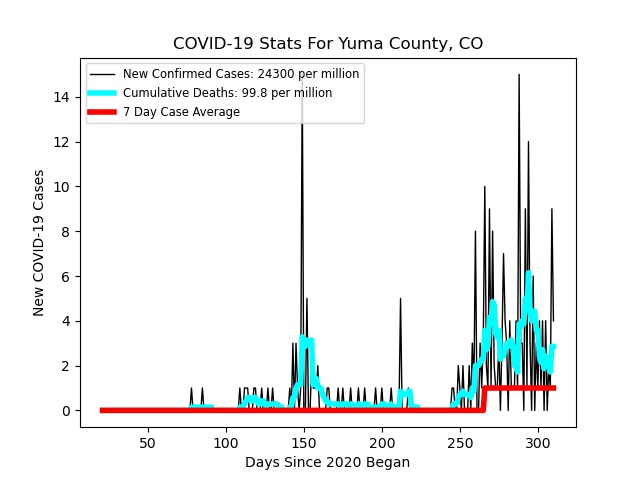 COVID-19 Stats For Yuma County, CO
New Confirmed Cases: 24300 per million
Cumulative Deaths: 99.8 per million
7 Day Case Average
14
12
10
8
6
4
2
0
New COVID-19 Cases
50 100 150 200 250 300
Days Since 2020 Began